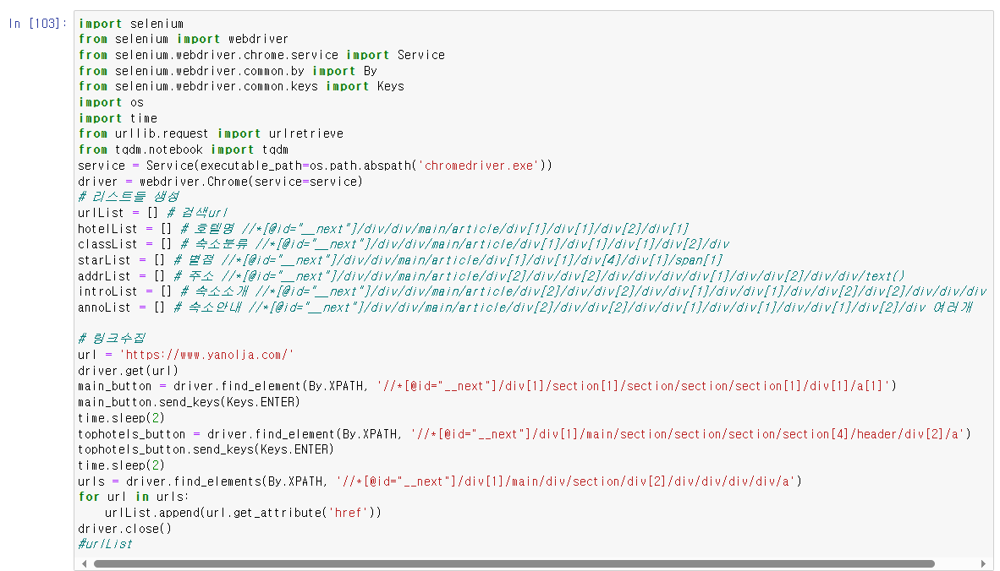 In [103]:
import selenium
from selenium import webdriver
from selenium.webdriver.chrome.service import Service
from selenium.webdriver.common.by import By
from selenium.webdriver.common.keys import Keys
import os
import time
from urllib.request import urlretrieve
from tqdm.notebook import tqdm
service = Service(executable_path=os.path.abspath('chromedriver.exe'))
driver = webdriver.Chrome(service=service)
# 리스트들 생성
urlList = [] # 검색url
hotelList = [] # 호텔명 //*[@id="__next"]/div/div/main/article/div[1]/div[1]/div[2]/div[1]
classList = [] # 숙소분류 //*[@id="__next"]/div/div/main/article/div[1]/div[1]/div[1]/div[2]/div
starList = [] # 별점 //*[@id="__next"]/div/div/main/article/div[1]/div[1]/div[4]/div[1]/span[1]
addrList = [] # 주소 //*[@id="__next"]/div/div/main/article/div[2]/div/div[2]/div/div/div/div[1]/div/div[2]/div/div/text()
introList = [] # 숙소소개 //*[@id="__next"]/div/div/main/article/div[2]/div/div[2]/div/div[1]/div/div[1]/div/div[2]/div[2]/div/div/div
annoList = [] # 숙소안내 //*[@id="__next"]/div/div/main/article/div[2]/div/div[2]/div/div[1]/div/div[1]/div/div[1]/div[2]/div 여러개
# 링크수집
url = 'https://www.yanolja.com/'
driver.get(url)
main_button = driver.find_element(By.XPATH, '//*[@id="__next"]/div[1]/section[1]/section/section/section[1]/div[1]/a[1]')
main_button.send_keys(Keys.ENTER)
time.sleep(2)
tophotels_button = driver.find_element(By.XPATH, '//*[@id="__next"]/div[1]/main/section/section/section/section[4]/header/div[2]/a')
tophotels_button.send_keys(Keys.ENTER)
time.sleep(2)
urls = driver.find_elements(By.XPATH, '//*[@id="__next"]/div[1]/main/div/section/div[2]/div/div/div/div/a')
for url in urls:
    urlList.append(url.get_attribute('href'))
driver.close()
#urlList